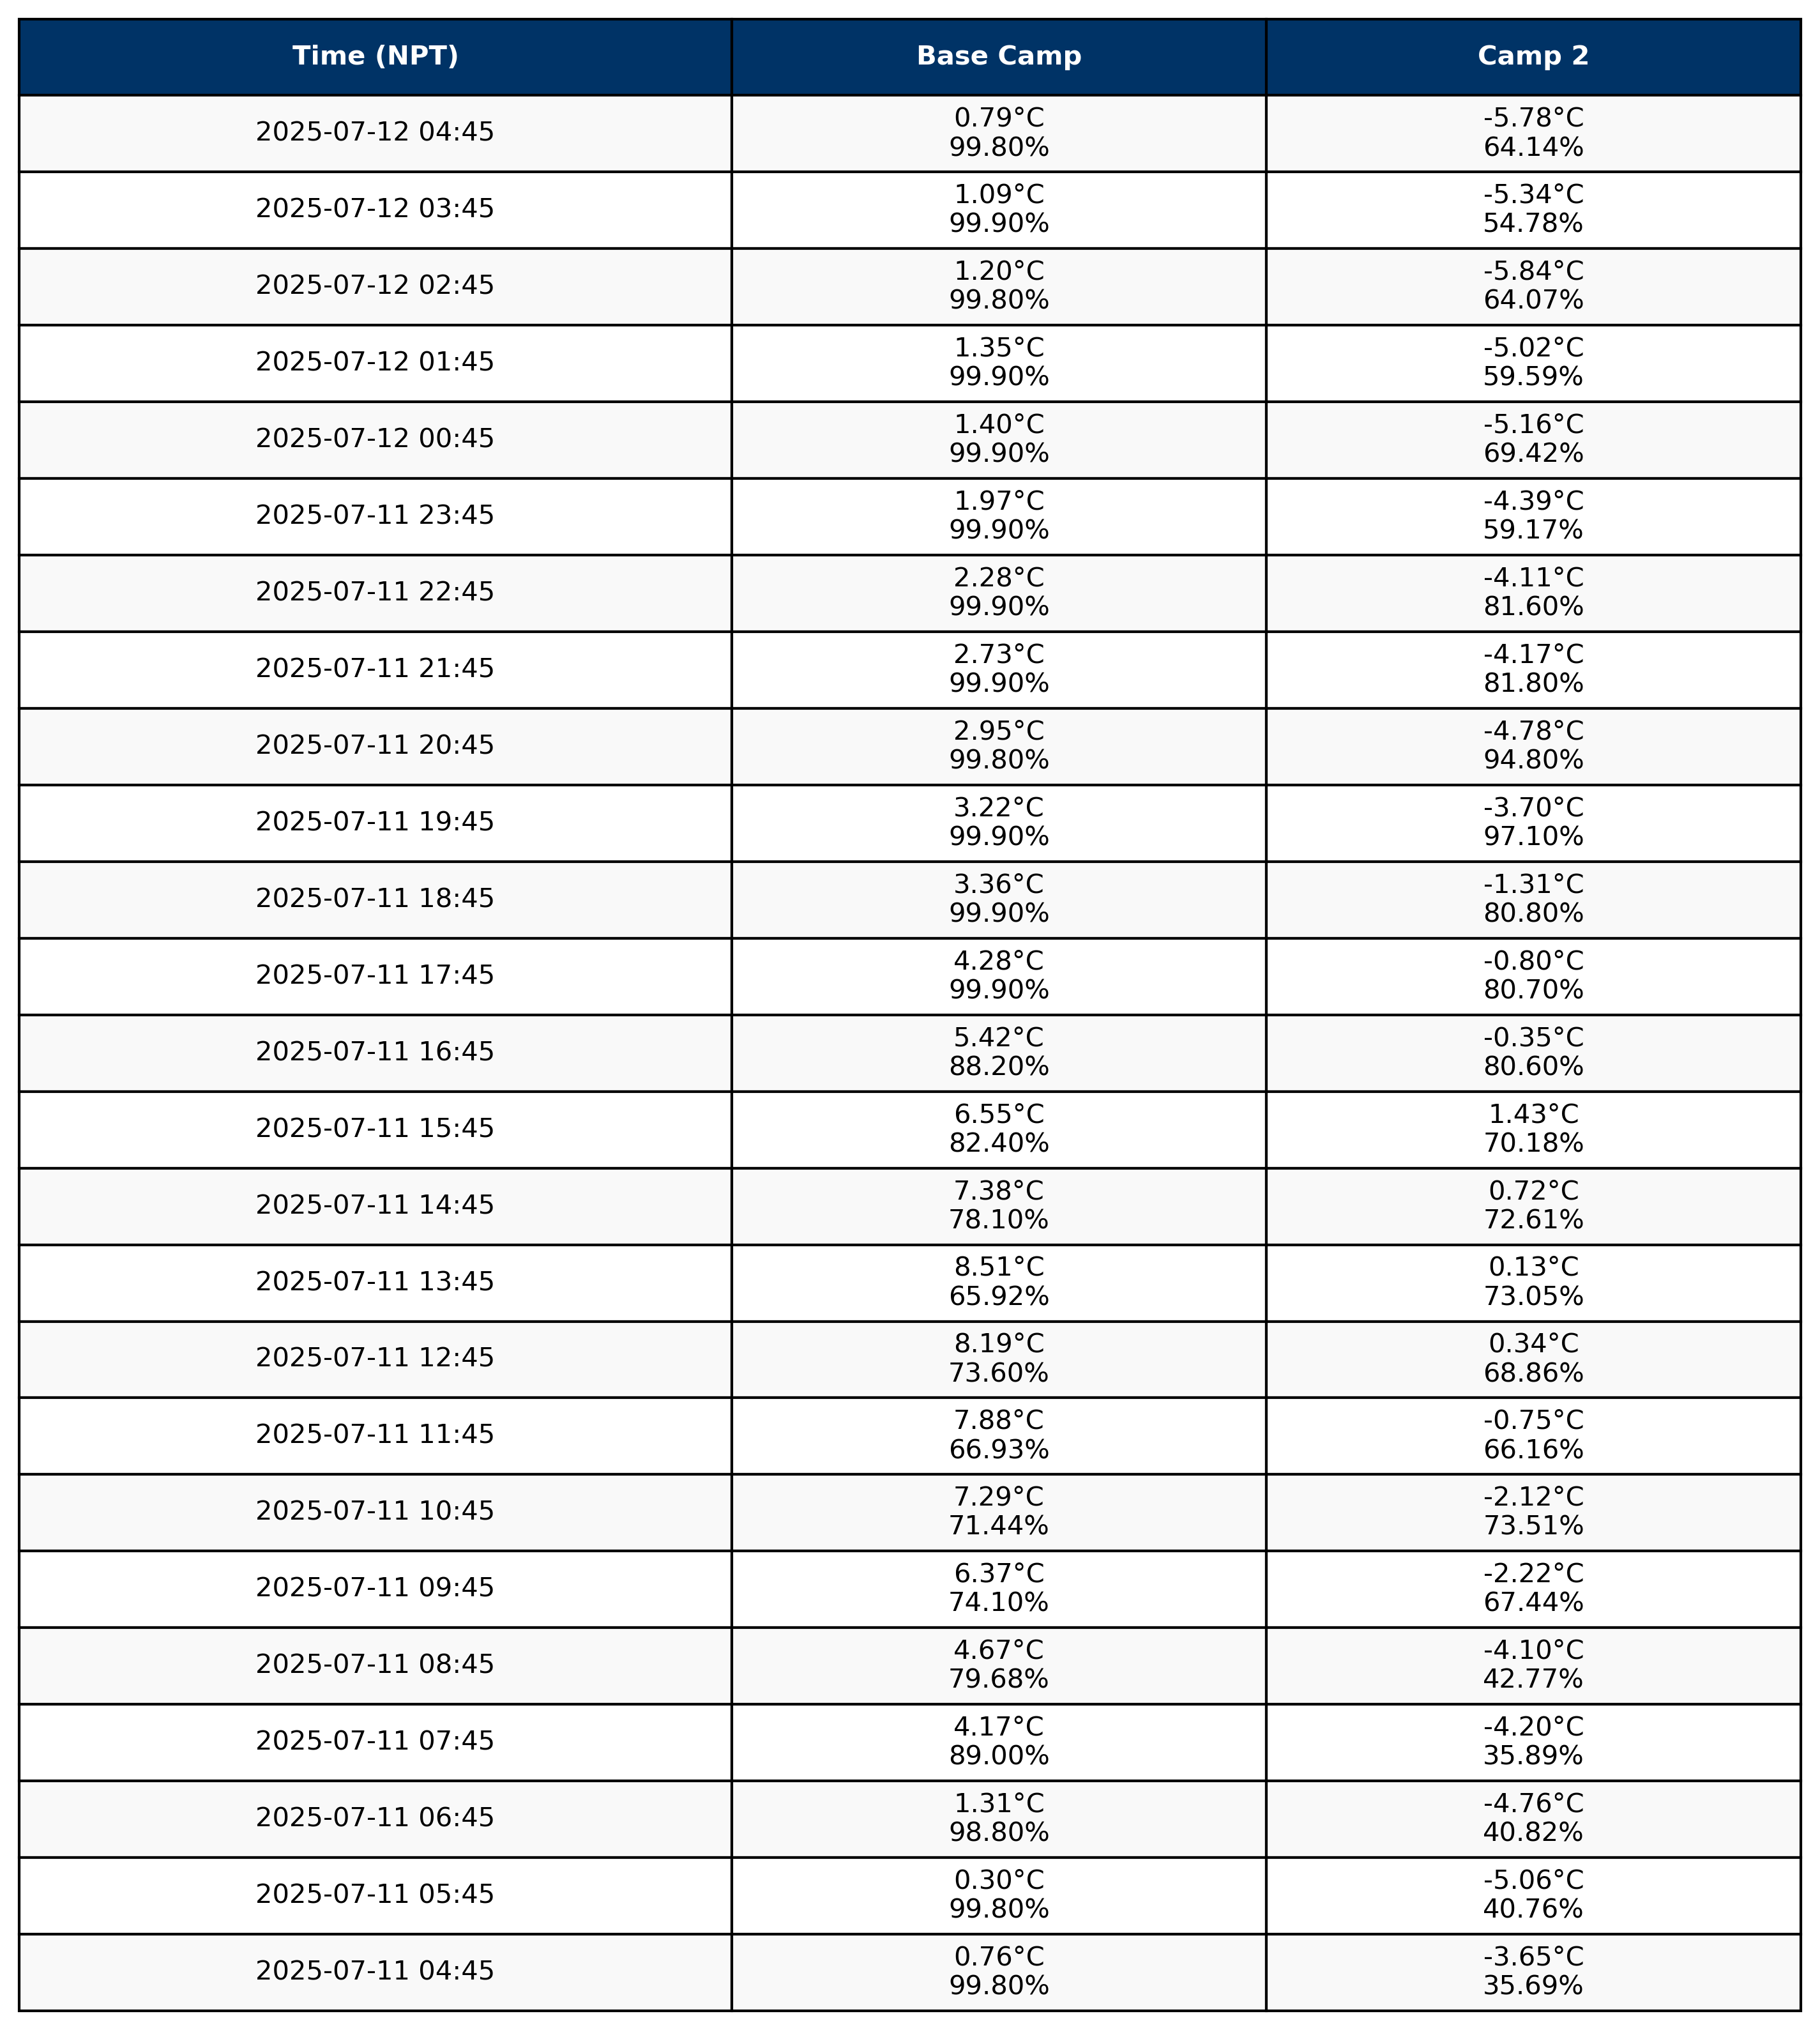 Time (NPT) Base Camp Camp 2
2025-07-12 04:45 0.79°C -5.78°C
99.80% 64.14%
2025-07-12 03:45 1.09°C -5.34°C
99.90% 54.78%
2025-07-12 02:45 1.20°C -5.84°C
99.80% 64.07%
2025-07-12 01:45 1.35°C -5.02°C
99.90% 59.59%
2025-07-12 00:45 1.40°C -5.16°C
99.90% 69.42%
2025-07-11 23:45 1.97°C -4.39°C
99.90% 59.17%
2025-07-11 22:45 2.28°C -4.11°C
99.90% 81.60%
2025-07-11 21:45 2.73°C -4.17°C
99.90% 81.80%
2025-07-11 20:45 2.95°C -4.78°C
99.80% 94.80%
2025-07-11 19:45 3.22°C -3.70°C
99.90% 97.10%
2025-07-11 18:45 3.36°C -1.31°C
99.90% 80.80%
2025-07-11 17:45 4.28°C -0.80°C
99.90% 80.70%
2025-07-11 16:45 5.42°C -0.35°C
88.20% 80.60%
2025-07-11 15:45 6.55°C 1.43°C
82.40% 70.18%
2025-07-11 14:45 7.38°C 0.72°C
78.10% 72.61%
2025-07-11 13:45 8.51°C 0.13°C
65.92% 73.05%
2025-07-11 12:45 8.19°C 0.34°C
73.60% 68.86%
2025-07-11 11:45 7.88°C -0.75°C
66.93% 66.16%
2025-07-11 10:45 7.29°C -2.12°C
71.44% 73.51%
2025-07-11 09:45 6.37°C -2.22°C
74.10% 67.44%
2025-07-11 08:45 4.67°C -4.10°C
79.68% 42.77%
2025-07-11 07:45 4.17°C -4.20°C
89.00% 35.89%
2025-07-11 06:45 1.31°C -4.76°C
98.80% 40.82%
2025-07-11 05:45 0.30°C -5.06°C
99.80% 40.76%
2025-07-11 04:45 0.76°C -3.65°C
99.80% 35.69%